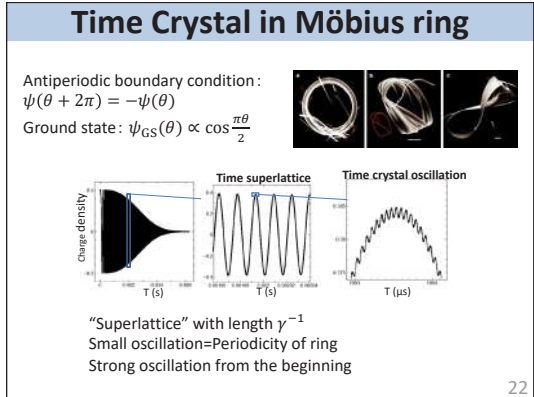 Time Crystal in Möbius ring
Antiperiodic boundary condition:
ψ(θ + 2π) = −ψ(θ)
Ground state: ψ_GS(θ) ∝ cos πθ/2
Time superlattice
Time crystal oscillation
Charge density
T (s)
T (s)
T (μs)
“Superlattice” with length γ⁻¹
Small oscillation=Periodicity of ring
Strong oscillation from the beginning
22